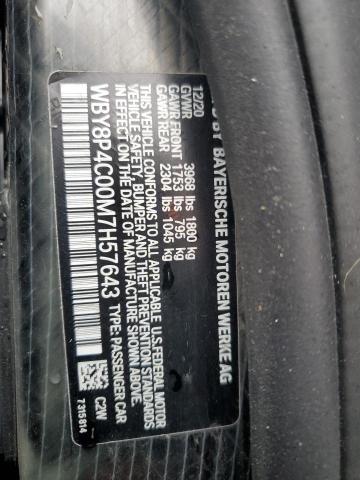 D BY BAYERISCHE MOTOREN WERKE AG
12/20
GVWR 3968 lbs 1800 kg
GAWR FRONT 1753 lbs 795 kg
GAWR REAR 2304 lbs 1045 kg
THIS VEHICLE CONFORMS TO ALL APPLICABLE U.S.FEDERAL MOTOR
VEHICLE SAFETY, BUMPER, AND THEFT PREVENTION STANDARDS
IN EFFECT ON THE DATE OF MANUFACTURE SHOWN ABOVE.
WBY8P4C00M7H57643 TYPE: PASSENGER CAR
C2W
7315814